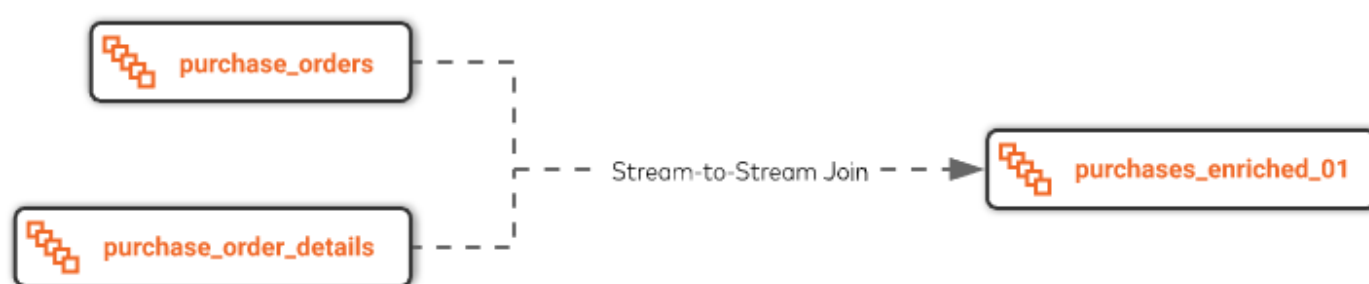 purchase_orders
Stream-to-Stream Join
purchases_enriched_01
purchase_order_details